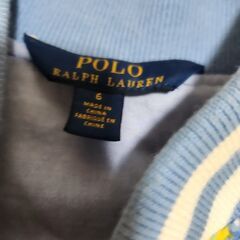 POLO
RALPH LAUREN
6
MADE IN
CHINA
FABRIQUÉ EN
CHINE